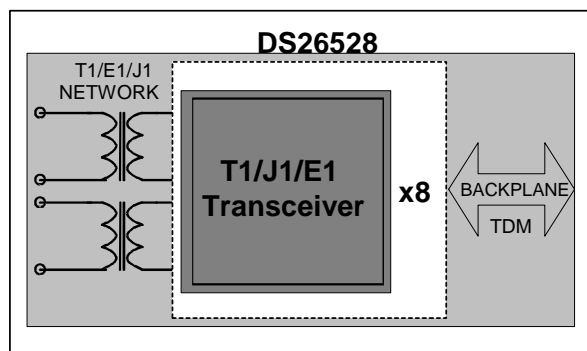 DS26528
T1/E1/J1
NETWORK
T1/J1/E1
Transceiver
x8
BACKPLANE
TDM